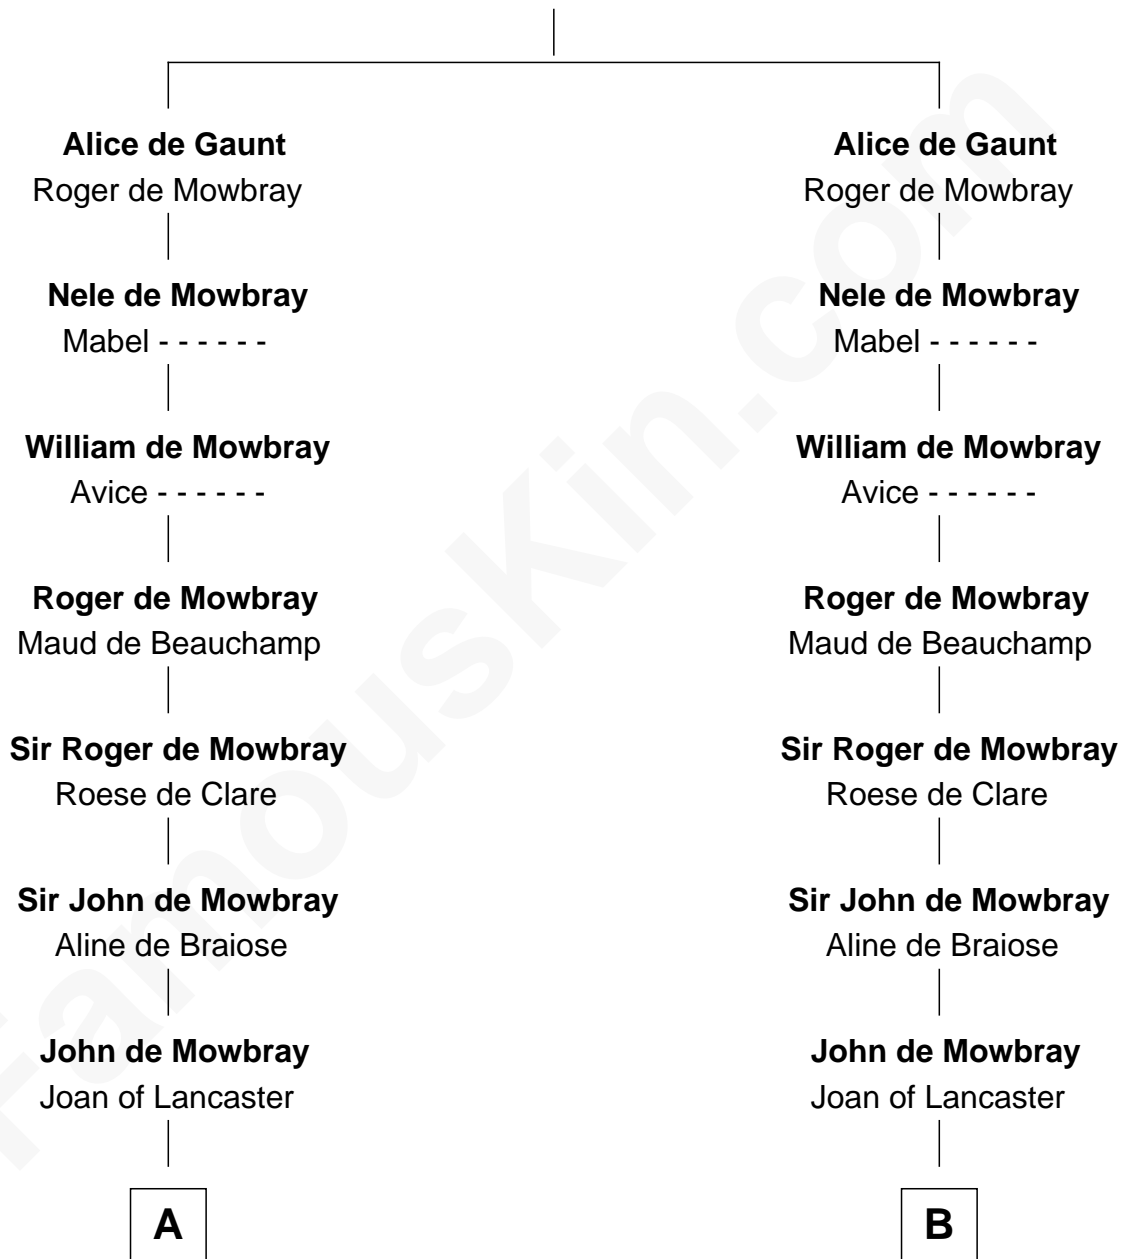 Alice de Gaunt
Roger de Mowbray
Nele de Mowbray
Mabel - - - - - -
William de Mowbray
Avice - - - - - -
Roger de Mowbray
Maud de Beauchamp
Sir Roger de Mowbray
Roese de Clare
Sir John de Mowbray
Aline de Braiose
John de Mowbray
Joan of Lancaster
A
Alice de Gaunt
Roger de Mowbray
Nele de Mowbray
Mabel - - - - - -
William de Mowbray
Avice - - - - - -
Roger de Mowbray
Maud de Beauchamp
Sir Roger de Mowbray
Roese de Clare
Sir John de Mowbray
Aline de Braiose
John de Mowbray
Joan of Lancaster
B
FamousKin.com